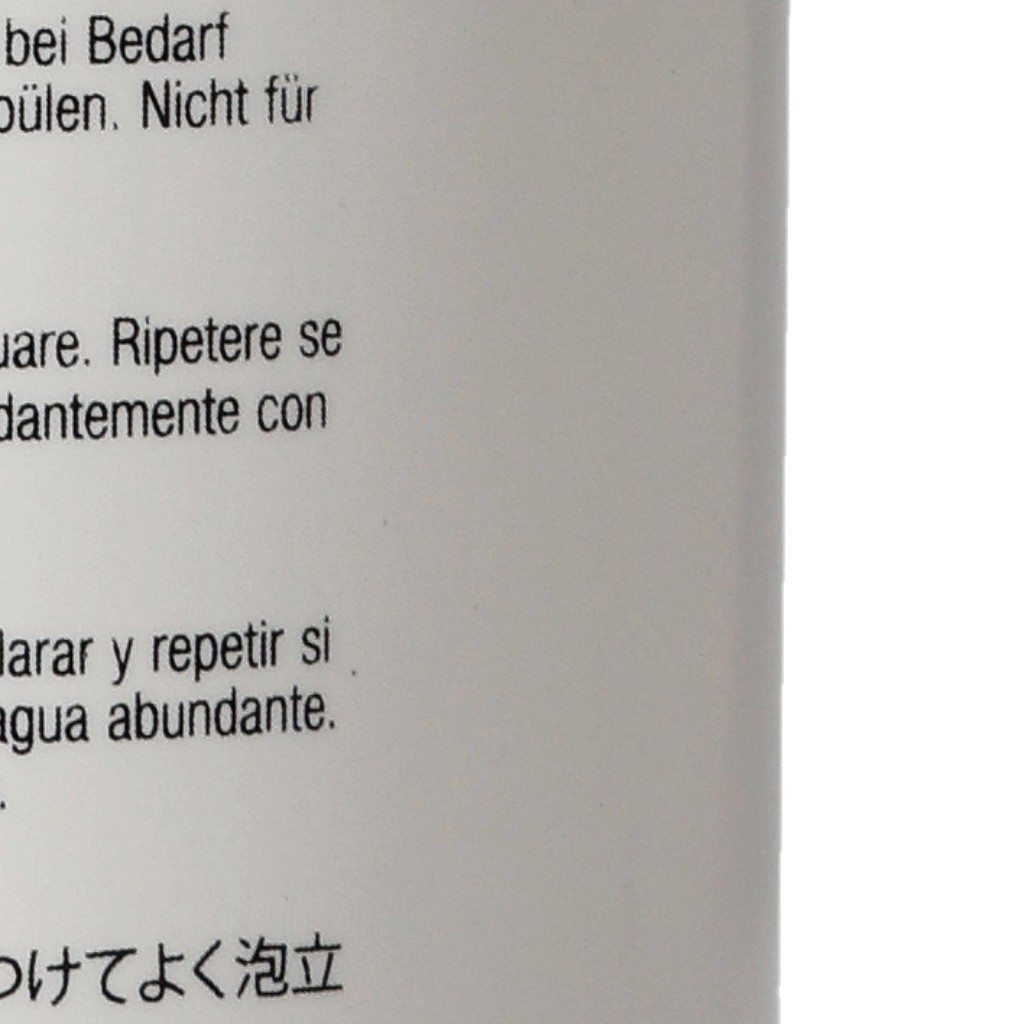 bei Bedarf
pülen. Nicht für
uare. Ripetere se
dantemente con
larar y repetir si
agua abundante.
.
つけてよく泡立